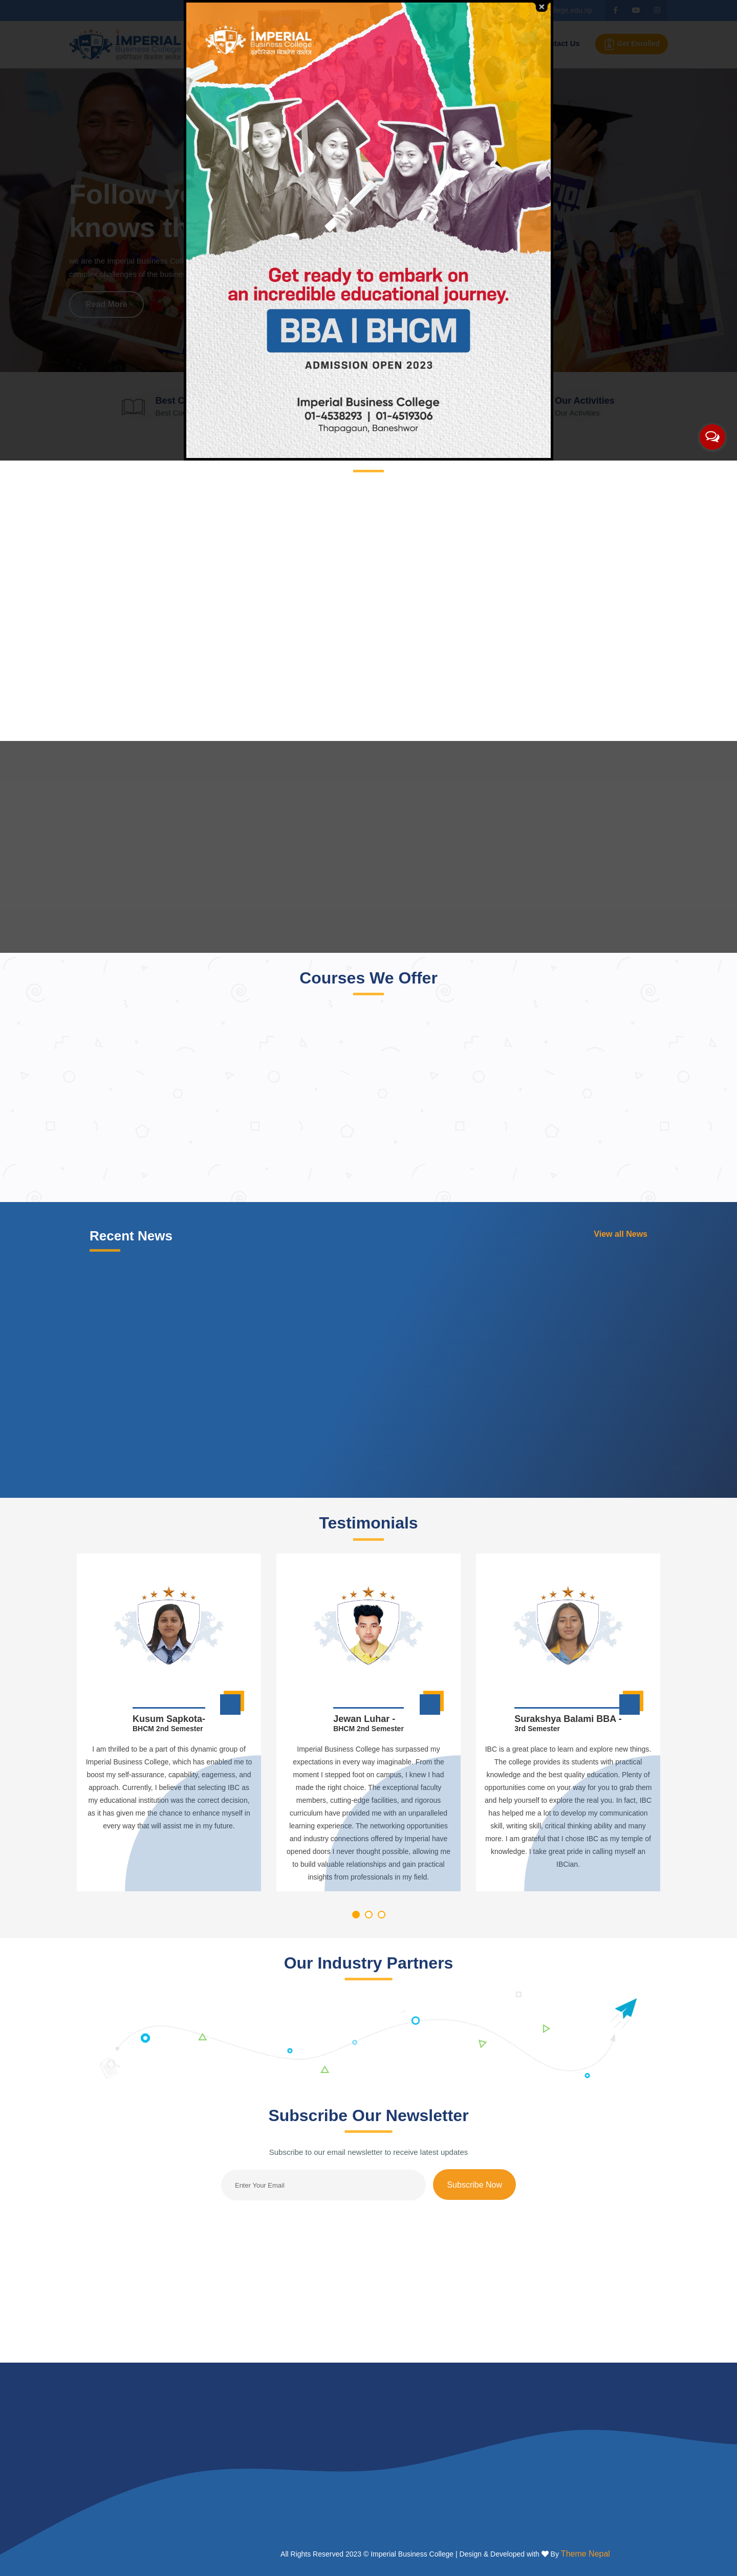 IMPERIAL
Business College
इम्पेरियल बिजनेस कलेज
IMPERIAL
इम्पेरियल बिजनेस कलेज
Contact Us
Get Enrolled
Follow
knows
we are the Imperial Business
challenges of the
Read More
Get ready to embark on
an incredible educational journey.
BBA | BHCM
ADMISSION OPEN 2023
Imperial Business College
01-4538293 | 01-4519306
Thapagaun, Baneshwor
Best
Best
Our Activities
Our Activities
Courses We Offer
Recent News
View all News
Testimonials
Kusum Sapkota-
BHCM 2nd Semester
I am thrilled to be a part of this dynamic group of
Imperial Business College, which has enabled me to
boost my self-assurance, capability, eagerness, and
approach. Currently, I believe that selecting IBC as
my educational institution was the correct decision,
as it has given me the chance to enhance myself in
every way that will assist me in my future.
Jewan Luhar -
BHCM 2nd Semester
Imperial Business College has surpassed my
expectations in every way imaginable. From the
moment I stepped foot on campus, I knew I had
made the right choice. The exceptional faculty
members, cutting-edge facilities, and rigorous
curriculum have provided me with an unparalleled
learning experience. The networking opportunities
and industry connections offered by Imperial have
opened doors I never thought possible, allowing me
to build valuable relationships and gain practical
insights from professionals in my field.
Surakshya Balami BBA -
3rd Semester
IBC is a great place to learn and explore new things.
The college provides its students with practical
knowledge and the best quality education. Plenty of
opportunities come on your way for you to grab them
and help yourself to explore the real you. In fact, IBC
has helped me a lot to develop my communication
skill, writing skill, critical thinking ability and many
more. I am grateful that I chose IBC as my temple of
knowledge. I take great pride in calling myself an
IBCian.
Our Industry Partners
Subscribe Our Newsletter
Subscribe to our email newsletter to receive latest updates
Enter Your Email
Subscribe Now
All Rights Reserved 2023 © Imperial Business College | Design & Developed with ❤ By Theme Nepal